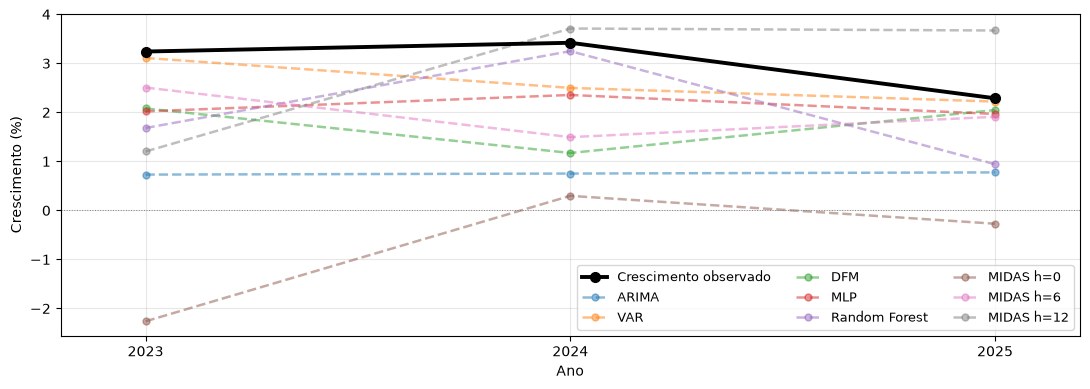 4
3
2
1
0
−1
−2
Crescimento (%)
Crescimento observado
ARIMA
VAR
DFM
MLP
Random Forest
MIDAS h=0
MIDAS h=6
MIDAS h=12
2023
2024
2025
Ano